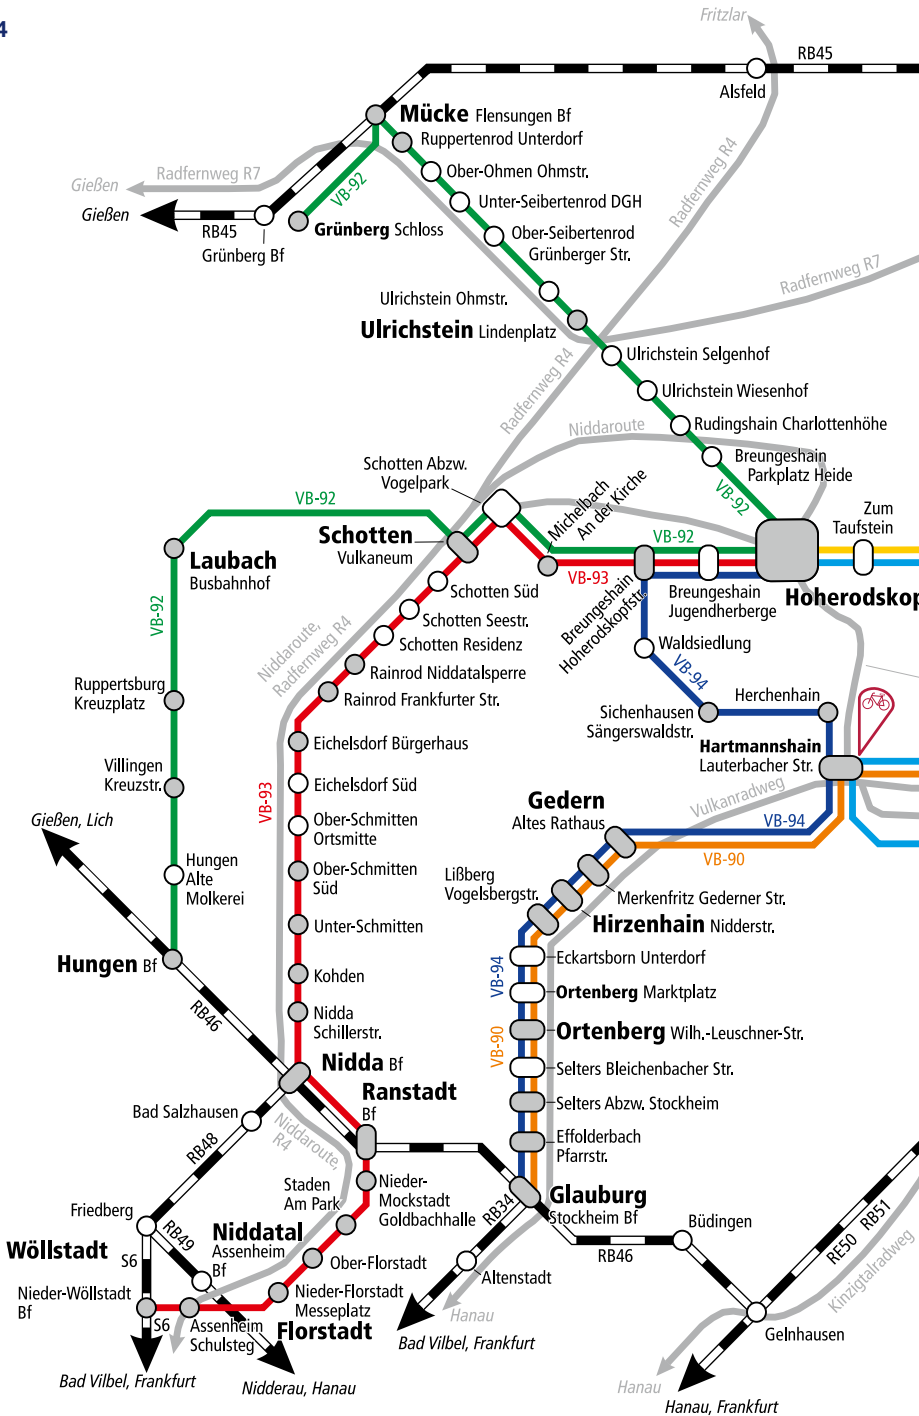 4
Fritzlar
RB45
Alsfeld
Mücke Flensungen Bf
Ruppertenrod Unterdorf
Radfernweg R7
Gießen
VB-92
Ober-Ohmen Ohmstr.
Radfernweg R4
Gießen
RB45
Grünberg Bf
Grünberg Schloss
Unter-Seibertenrod DGH
Ober-Seibertenrod
Grünberger Str.
Radfernweg R7
Ulrichstein Ohmstr.
Ulrichstein Lindenplatz
Ulrichstein Selgenhof
Radfernweg R4
Ulrichstein Wiesenhof
Niddaroute
Rudingshain Charlottenhöhe
Breungeshain
Parkplatz Heide
VB-92
Schotten Abzw.
Vogelpark
VB-92
Michelbach
An der Kirche
Zum
Taufstein
Schotten
Vulkaneum
VB-92
VB-93
Laubach
Busbahnhof
VB-92
Breungeshain
Hoherodskopfstr.
Breungeshain
Jugendherberge
Hoherodskop
Schotten Süd
Schotten Seestr.
Schotten Residenz
Niddaroute,
Radfernweg R4
Waldsiedlung
VB-94
Rainrod Niddatalsperre
Rainrod Frankfurter Str.
Ruppertsburg
Kreuzplatz
Herchenhain
Sichenhausen
Sängerswaldstr.
Eichelsdorf Bürgerhaus
Hartmannshain
Lauterbacher Str.
Villingen
Kreuzstr.
VB-93
Eichelsdorf Süd
Vulkanradweg
Gedern
Altes Rathaus
VB-94
VB-90
Gießen, Lich
Ober-Schmitten
Ortsmitte
Hungen
Alte
Molkerei
Ober-Schmitten
Süd
Lißberg
Vogelsbergstr.
Merkenfritz Gederner Str.
Hirzenhain Nidderstr.
Unter-Schmitten
Hungen Bf
Kohden
VB-94
Eckartsborn Unterdorf
Ortenberg Marktplatz
RB46
Nidda
Schillerstr.
VB-90
Ortenberg Wilh.-Leuschner-Str.
Nidda Bf
Selters Bleichenbacher Str.
Ranstadt
Bf
Selters Abzw. Stockheim
Bad Salzhausen
Niddaroute,
R4
Effolderbach
Pfarrstr.
RB48
Staden
Am Park
Nieder-
Mockstadt
Goldbachhalle
RB34
Glauburg
Stockheim Bf
Friedberg
RB49
Niddatal
Assenheim
Bf
Büdingen
RB46
RE50
RB51
Wöllstadt
S6
Ober-Florstadt
Altenstadt
Kinzigtalradweg
Nieder-Wöllstadt
Bf
S6
Assenheim
Schulsteg
Nieder-Florstadt
Messeplatz
Florstadt
Hanau
Bad Vilbel, Frankfurt
Gelnhausen
Bad Vilbel, Frankfurt
Nidderau, Hanau
Hanau
Hanau, Frankfurt